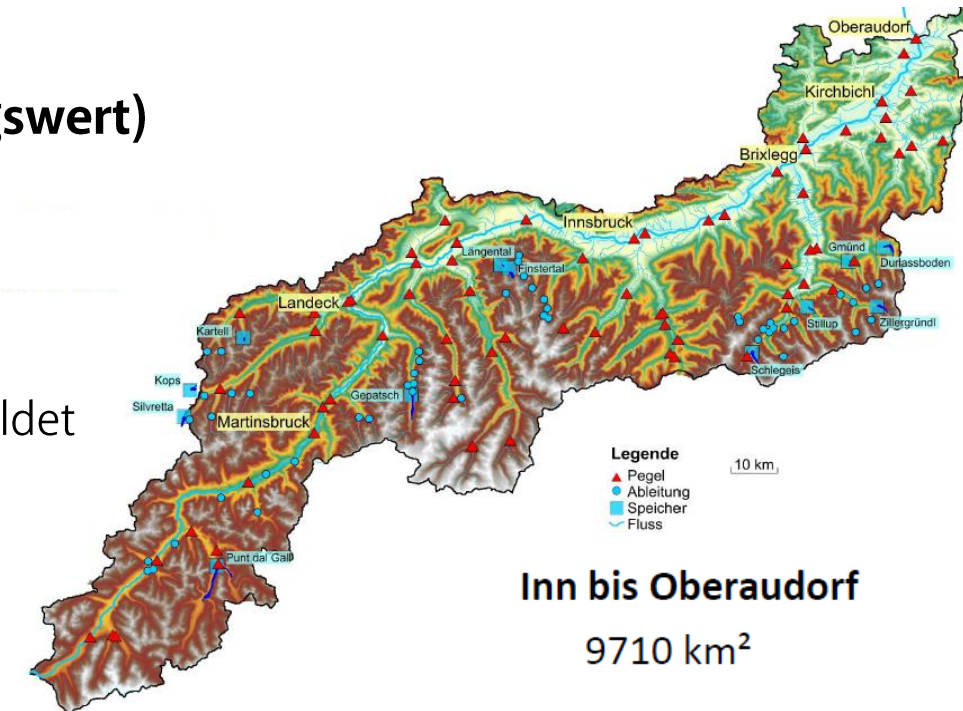 gswert)
ldet
Oberaudorf
Kirchbichl
Brixlegg
Innsbruck
Gmünd
Durlassboden
Längental
Finstertal
Landeck
Stillup
Zillergründl
Kartell
Schlegeis
Kops
Gepatsch
Silvretta
Martinsbruck
Legende
Pegel
Ableitung
Speicher
Fluss
10 km
Punt dal Gall
Inn bis Oberaudorf
9710 km²